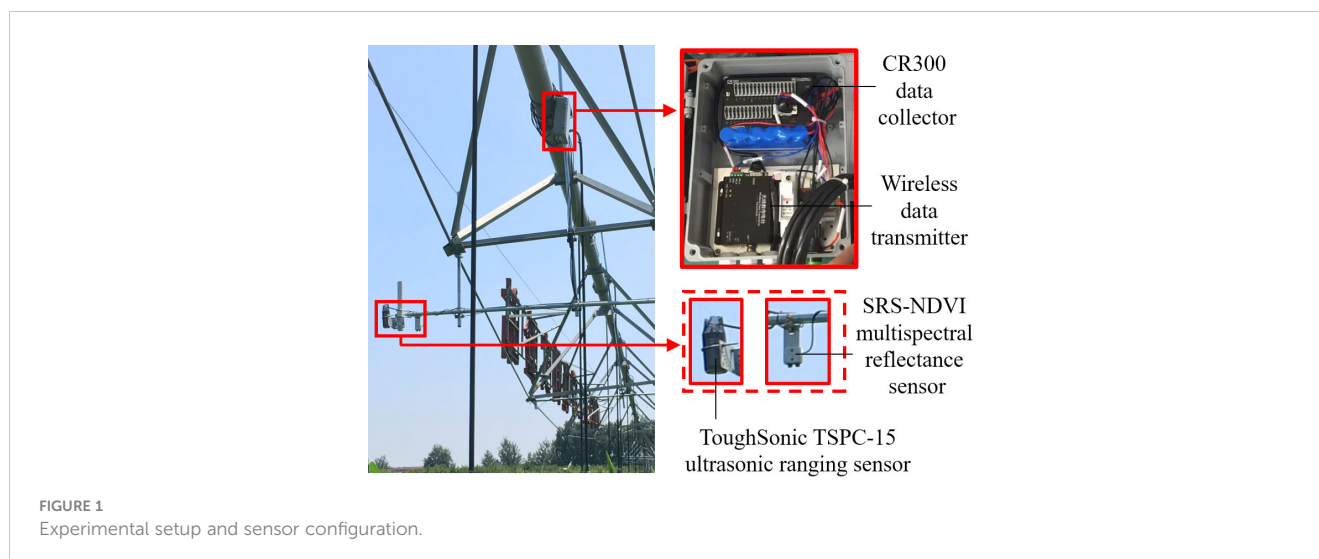 CR300
data
collector
Wireless
data
transmitter
SRS-NDVI
multispectral
reflectance
sensor
ToughSonic TSPC-15
ultrasonic ranging sensor
FIGURE 1
Experimental setup and sensor configuration.